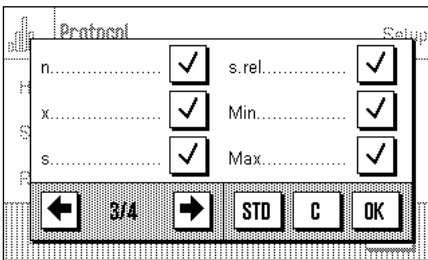 Protocol Setup
n.................... ✓ s.rel............... ✓
x.................... ✓ Min............... ✓
s.................... ✓ Max............... ✓
3/4 STD C OK